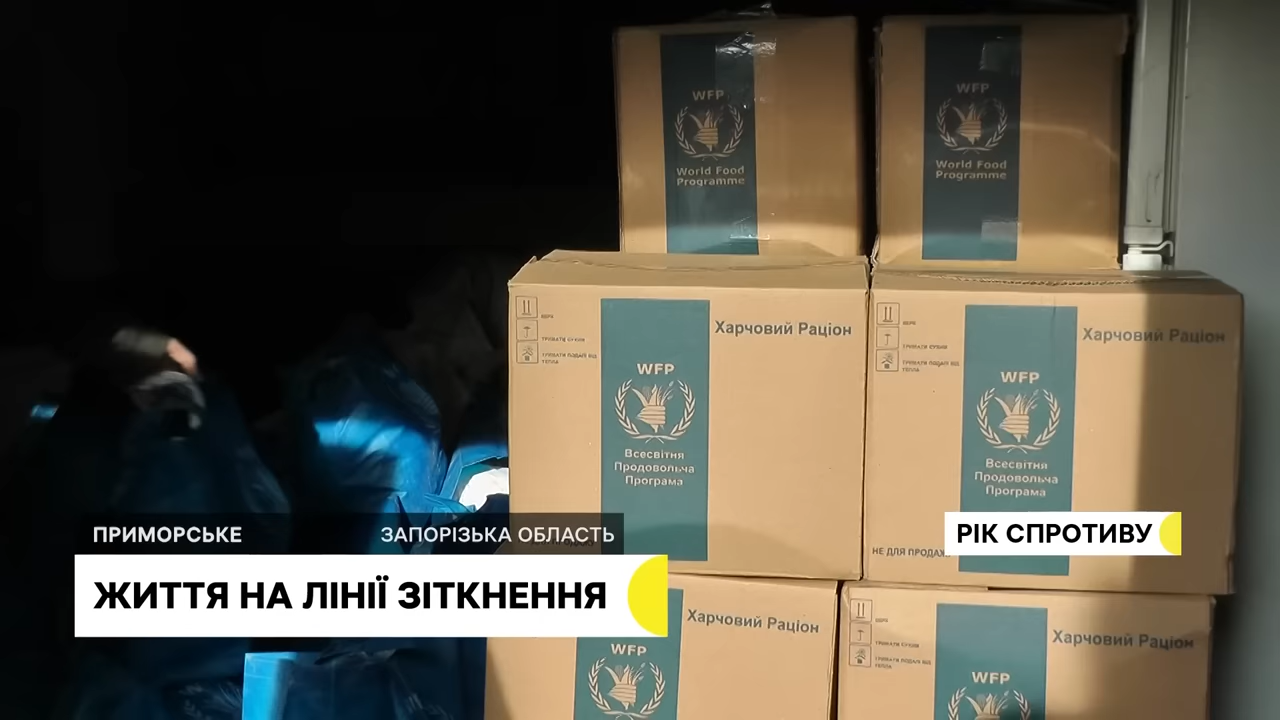 WFP
World Food
Programme
WFP
World Food
Programme
Харчовий Раціон
WFP
Всесвітня
Продовольча
Програма
Харчовий Раціон
WFP
Всесвітня
Продовольча
Програма
НЕ ДЛЯ ПРОДАЖ
ПРИМОРСЬКЕ
ЗАПОРІЗЬКА ОБЛАСТЬ
ЖИТТЯ НА ЛІНІЇ ЗІТКНЕННЯ
РІК СПРОТИВУ
Харчовий Раціон
WFP
Харчовий Раціон
WFP